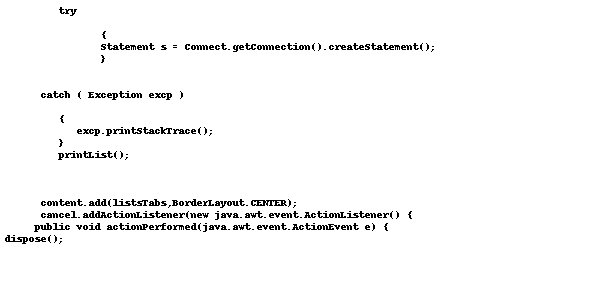 try
{
Statement s = Connect.getConnection().createStatement();
}
catch ( Exception excp )
{
excp.printStackTrace();
}
printList();
content.add(listsTabs,BorderLayout.CENTER);
cancel.addActionListener(new java.awt.event.ActionListener() {
public void actionPerformed(java.awt.event.ActionEvent e) {
dispose();